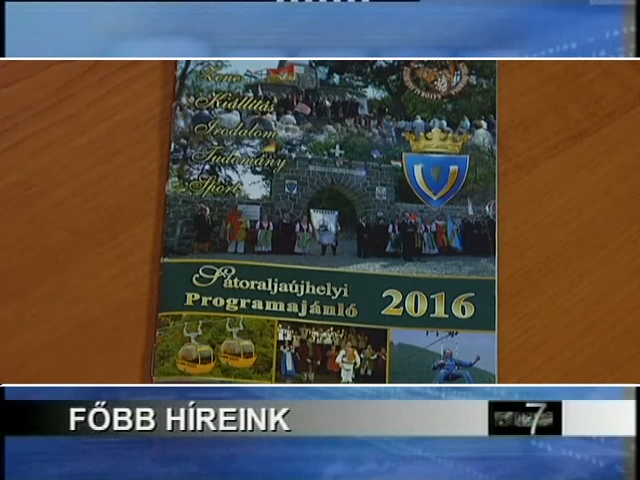 Zene
Kiállítás
Irodalom
Tudomány
Sport
Sátoraljaújhelyi
Programajánló 2016
FŐBB HÍREINK
7